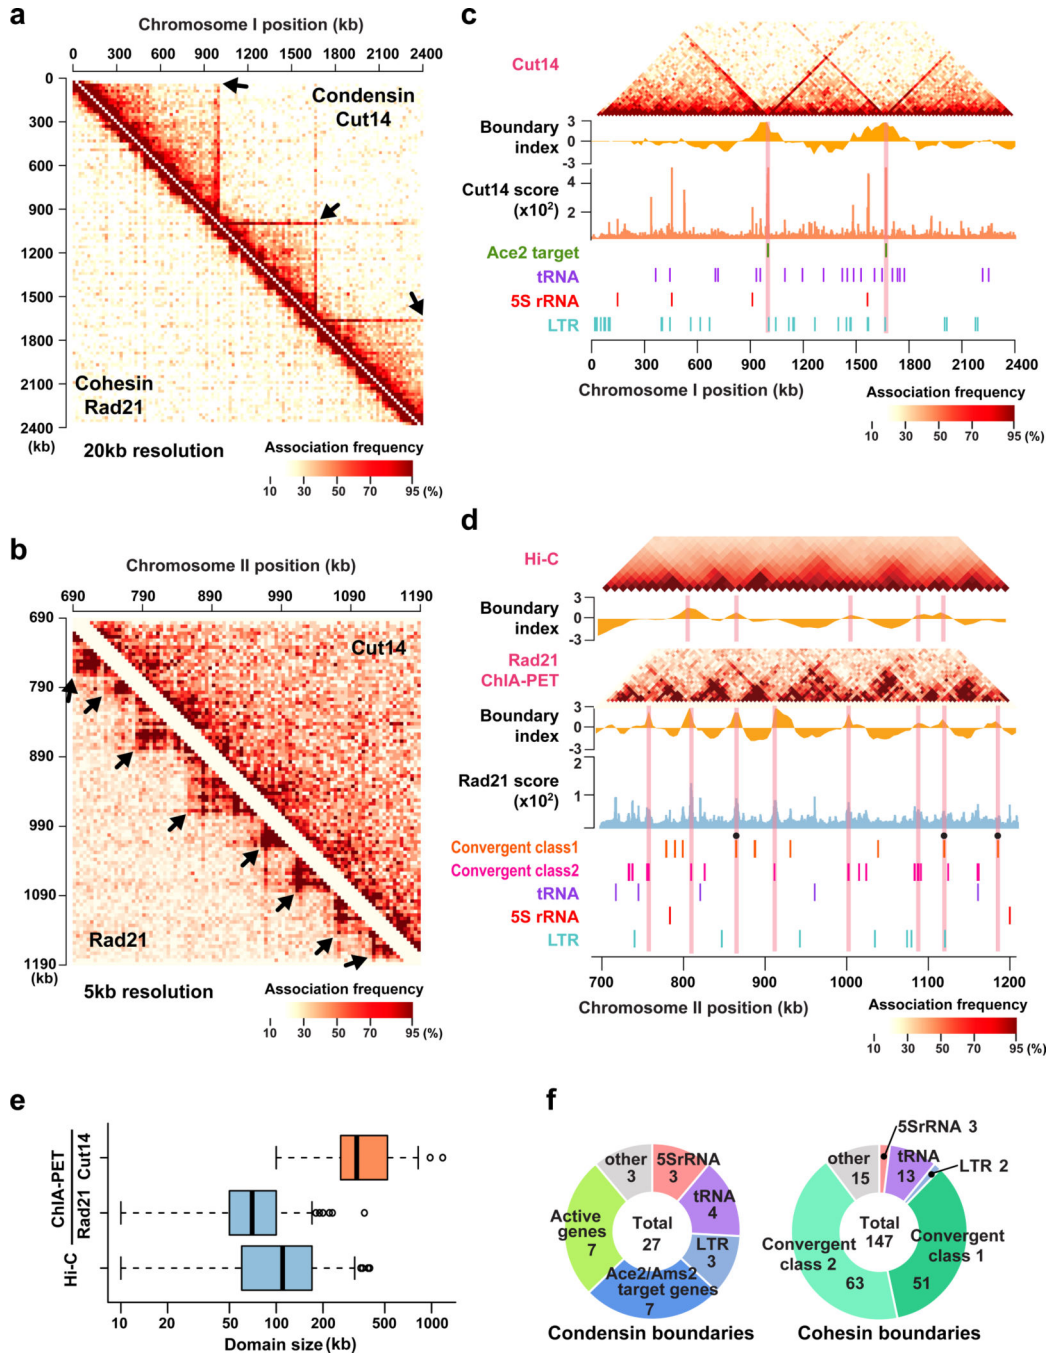 a
Chromosome I position (kb)
0 300 600 900 1200 1500 1800 2100 2400
0
300
600
900
1200
1500
1800
2100
2400
(kb)
Condensin
Cut14
Cohesin
Rad21
20kb resolution
Association frequency
10 30 50 70 95 (%)
b
Chromosome II position (kb)
690 790 890 990 1090 1190
690
790
890
990
1090
1190
(kb)
Cut14
Rad21
5kb resolution
Association frequency
10 30 50 70 95 (%)
c
Cut14
Boundary
index
3
0
-3
Cut14 score
(x10²)
4
2
Ace2 target
tRNA
5S rRNA
LTR
0 300 600 900 1200 1500 1800 2100 2400
Chromosome I position (kb)
Association frequency
10 30 50 70 95 (%)
d
Hi-C
Boundary
index
3
0
-3
Rad21
ChIA-PET
Boundary
index
3
0
-3
Rad21 score
(x10²)
2
1
0
Convergent class1
Convergent class2
tRNA
5S rRNA
LTR
700 800 900 1000 1100 1200
Chromosome II position (kb)
Association frequency
10 30 50 70 95 (%)
e
ChIA-PET
Cut14
Rad21
Hi-C
10 20 50 100 200 500 1000
Domain size (kb)
f
other
3
5SrRNA
3
tRNA
4
LTR
3
Ace2/Ams2
target genes
7
Active
genes
7
Total
27
Condensin boundaries
5SrRNA 3
tRNA
13
LTR 2
Convergent
class 1
51
Convergent
class 2
63
other
15
Total
147
Cohesin boundaries